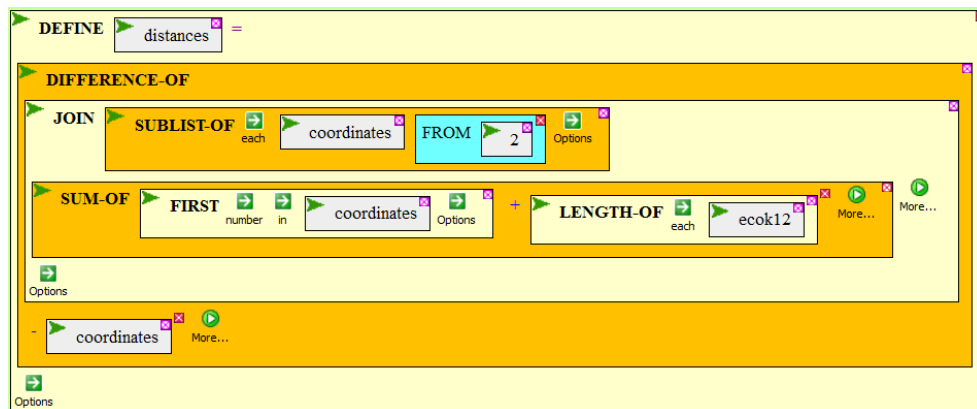 DEFINE distances =
DIFFERENCE-OF
JOIN SUBLIST-OF each coordinates FROM 2 Options
SUM-OF FIRST number in coordinates Options + LENGTH-OF each ecok12 More... More...
Options
- coordinates More...
Options